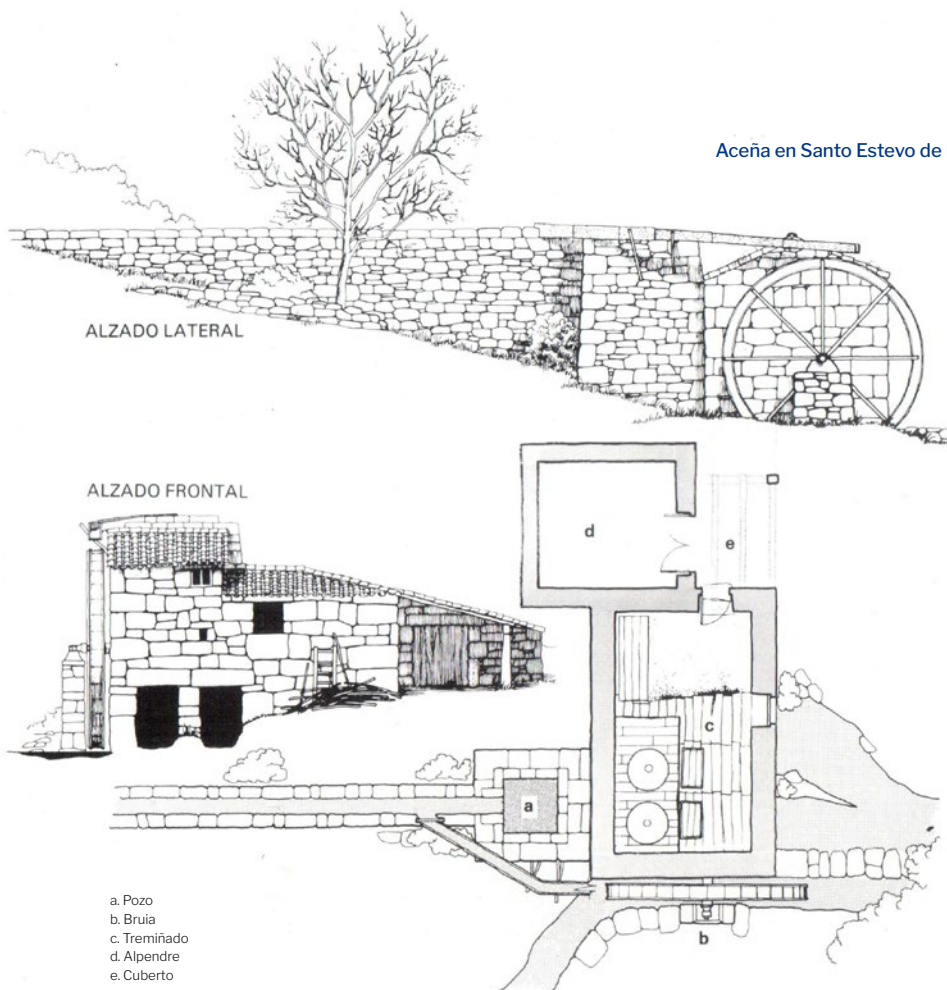 Aceña en Santo Estevo de
ALZADO LATERAL
ALZADO FRONTAL
d
e
c
a
b
a. Pozo
b. Bruia
c. Tremiñado
d. Alpendre
e. Cuberto